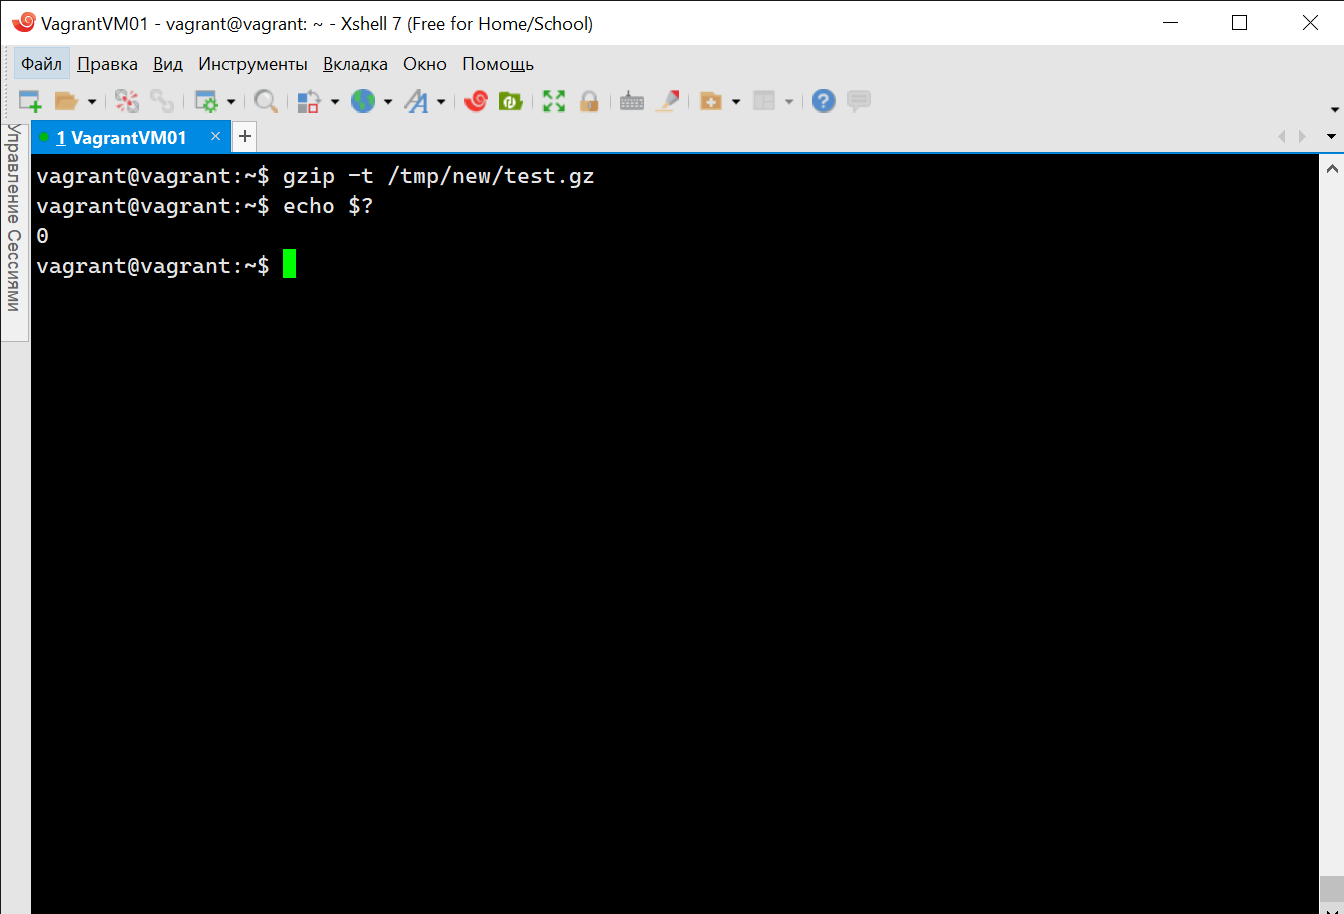 VagrantVM01 - vagrant@vagrant: ~ - Xshell 7 (Free for Home/School)
Файл Правка Вид Инструменты Вкладка Окно Помощь
Управление Сессиями
1 VagrantVM01 × +
vagrant@vagrant:~$ gzip -t /tmp/new/test.gz
vagrant@vagrant:~$ echo $?
0
vagrant@vagrant:~$